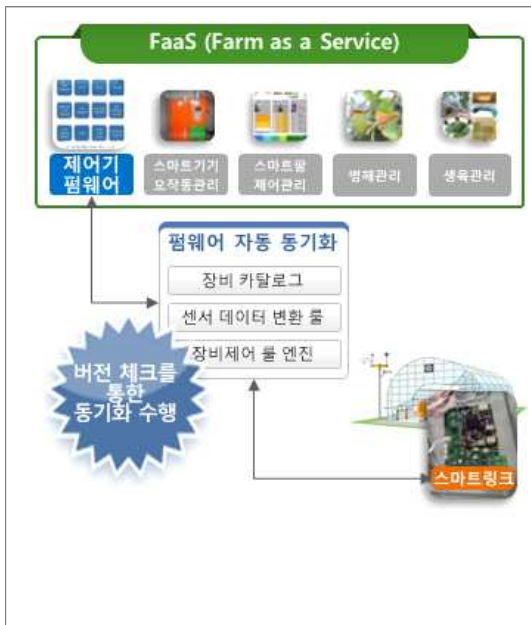 FaaS (Farm as a Service)
제어기
펌웨어
스마트기기
오작동관리
스마트팜
제어관리
병해관리
생육관리
펌웨어 자동 동기화
장비 카탈로그
센서 데이터 변환 룰
장비제어 룰 엔진
버전 체크를
통한
동기화 수행
스마트링크